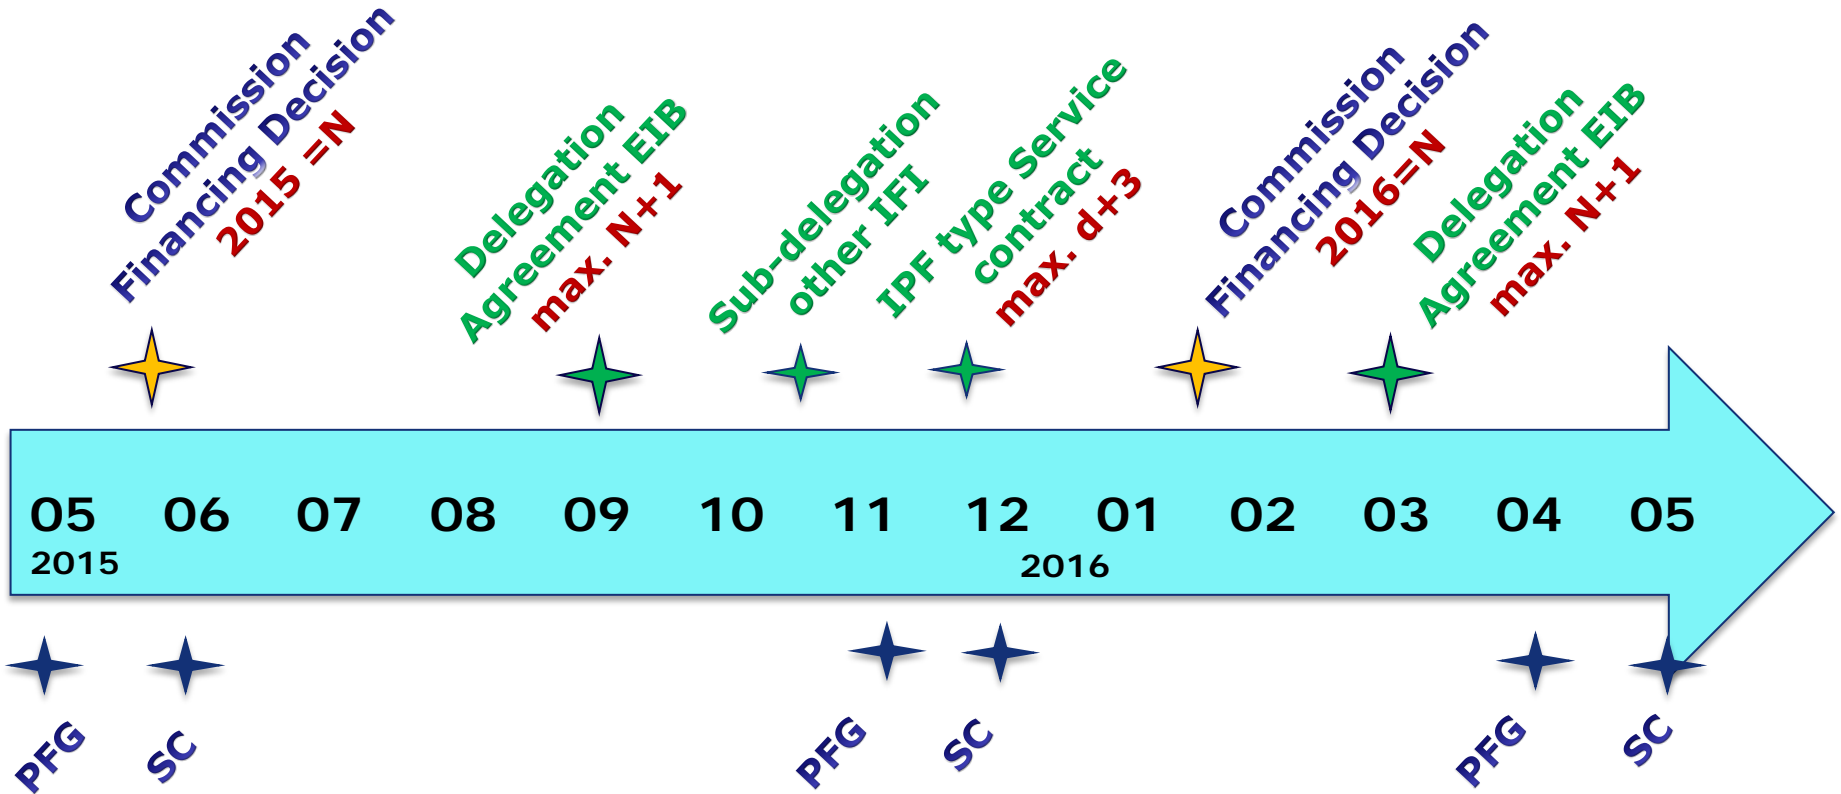 Commission
Financing Decision
2015 =N
Delegation
Agreement EIB
max. N+1
Sub-delegation
other IFI
IPF type Service
contract
max. d+3
Commission
Financing Decision
2016=N
Delegation
Agreement EIB
max. N+1
05 06 07 08 09 10 11 12 01 02 03 04 05
2015 2016
PFG SC PFG SC PFG SC